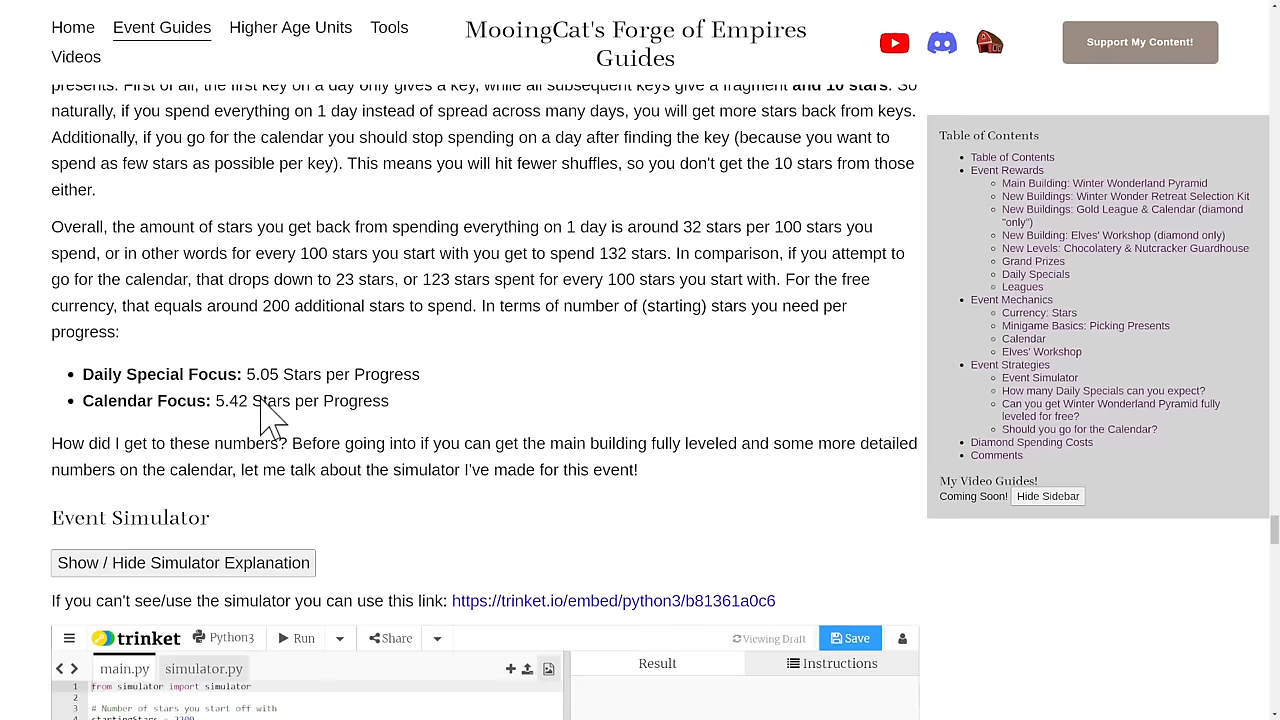 Home
Event Guides
Higher Age Units
Tools
Videos
MooingCat's Forge of Empires
Guides
Support My Content!
presents. First of all, the first key on a day only gives a key, while all subsequent keys give a fragment and 10 stars. So
naturally, if you spend everything on 1 day instead of spread across many days, you will get more stars back from keys.
Additionally, if you go for the calendar you should stop spending on a day after finding the key (because you want to
spend as few stars as possible per key). This means you will hit fewer shuffles, so you don't get the 10 stars from those
either.
Overall, the amount of stars you get back from spending everything on 1 day is around 32 stars per 100 stars you
spend, or in other words for every 100 stars you start with you get to spend 132 stars. In comparison, if you attempt to
go for the calendar, that drops down to 23 stars, or 123 stars spent for every 100 stars you start with. For the free
currency, that equals around 200 additional stars to spend. In terms of number of (starting) stars you need per
progress:
• Daily Special Focus: 5.05 Stars per Progress
• Calendar Focus: 5.42 Stars per Progress
How did I get to these numbers? Before going into if you can get the main building fully leveled and some more detailed
numbers on the calendar, let me talk about the simulator I've made for this event!
Event Simulator
Show / Hide Simulator Explanation
If you can't see/use the simulator you can use this link: https://trinket.io/embed/python3/b81361a0c6
trinket
Python3
Run
Share
Viewing Draft
Save
main.py
simulator.py
Result
Instructions
1 from simulator import simulator
2
3 # Number of stars you start off with
4 startingStars = 2300
Table of Contents
• Table of Contents
• Event Rewards
Main Building: Winter Wonderland Pyramid
New Buildings: Winter Wonder Retreat Selection Kit
New Buildings: Gold League & Calendar (diamond
"only")
New Building: Elves' Workshop (diamond only)
New Levels: Chocolatery & Nutcracker Guardhouse
Grand Prizes
Daily Specials
Leagues
• Event Mechanics
Currency: Stars
Minigame Basics: Picking Presents
Calendar
Elves' Workshop
• Event Strategies
Event Simulator
How many Daily Specials can you expect?
Can you get Winter Wonderland Pyramid fully
leveled for free?
Should you go for the Calendar?
• Diamond Spending Costs
• Comments
My Video Guides!
Coming Soon! Hide Sidebar